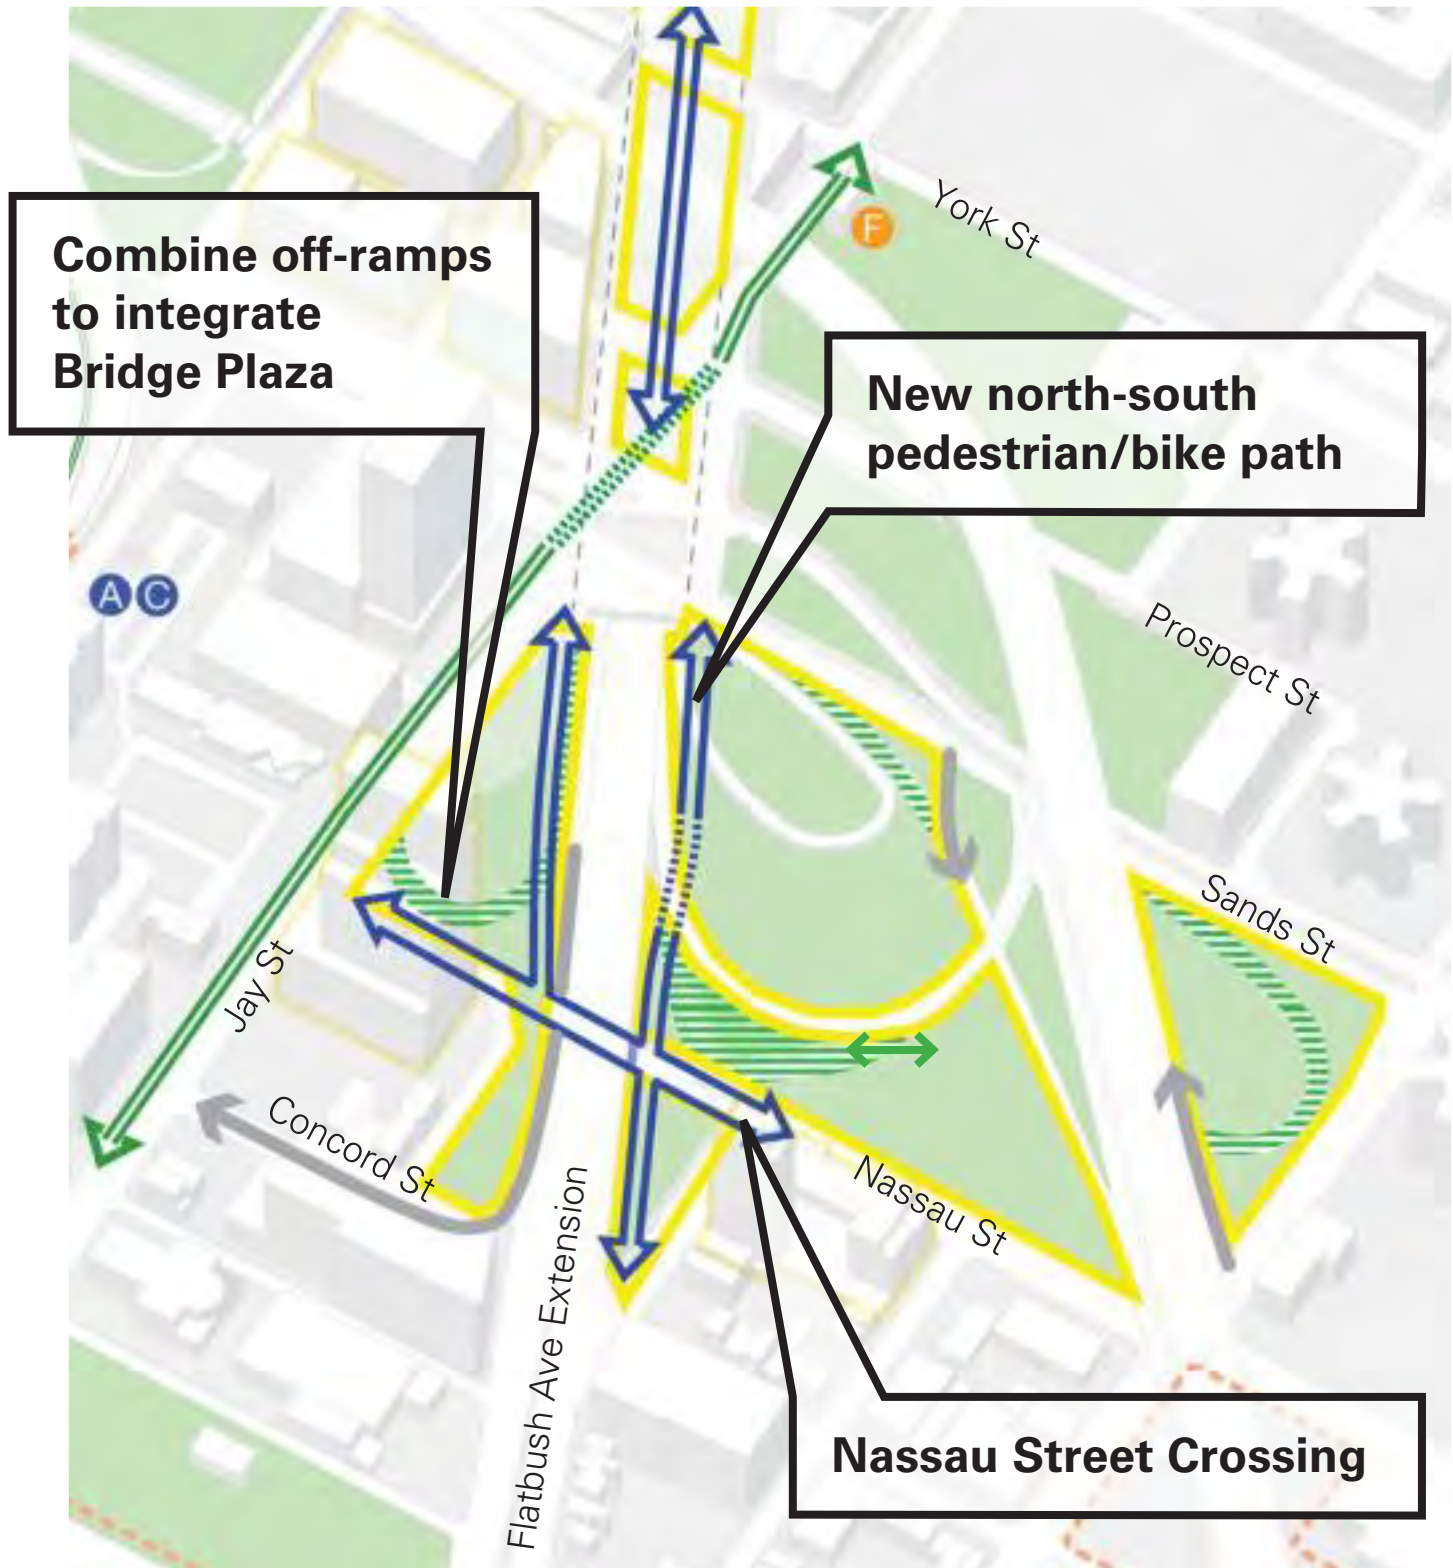 York St
F
Combine off-ramps
to integrate
Bridge Plaza
New north-south
pedestrian/bike path
A C
Prospect St
Sands St
Jay St
Concord St
Nassau St
Flatbush Ave Extension
Nassau Street Crossing